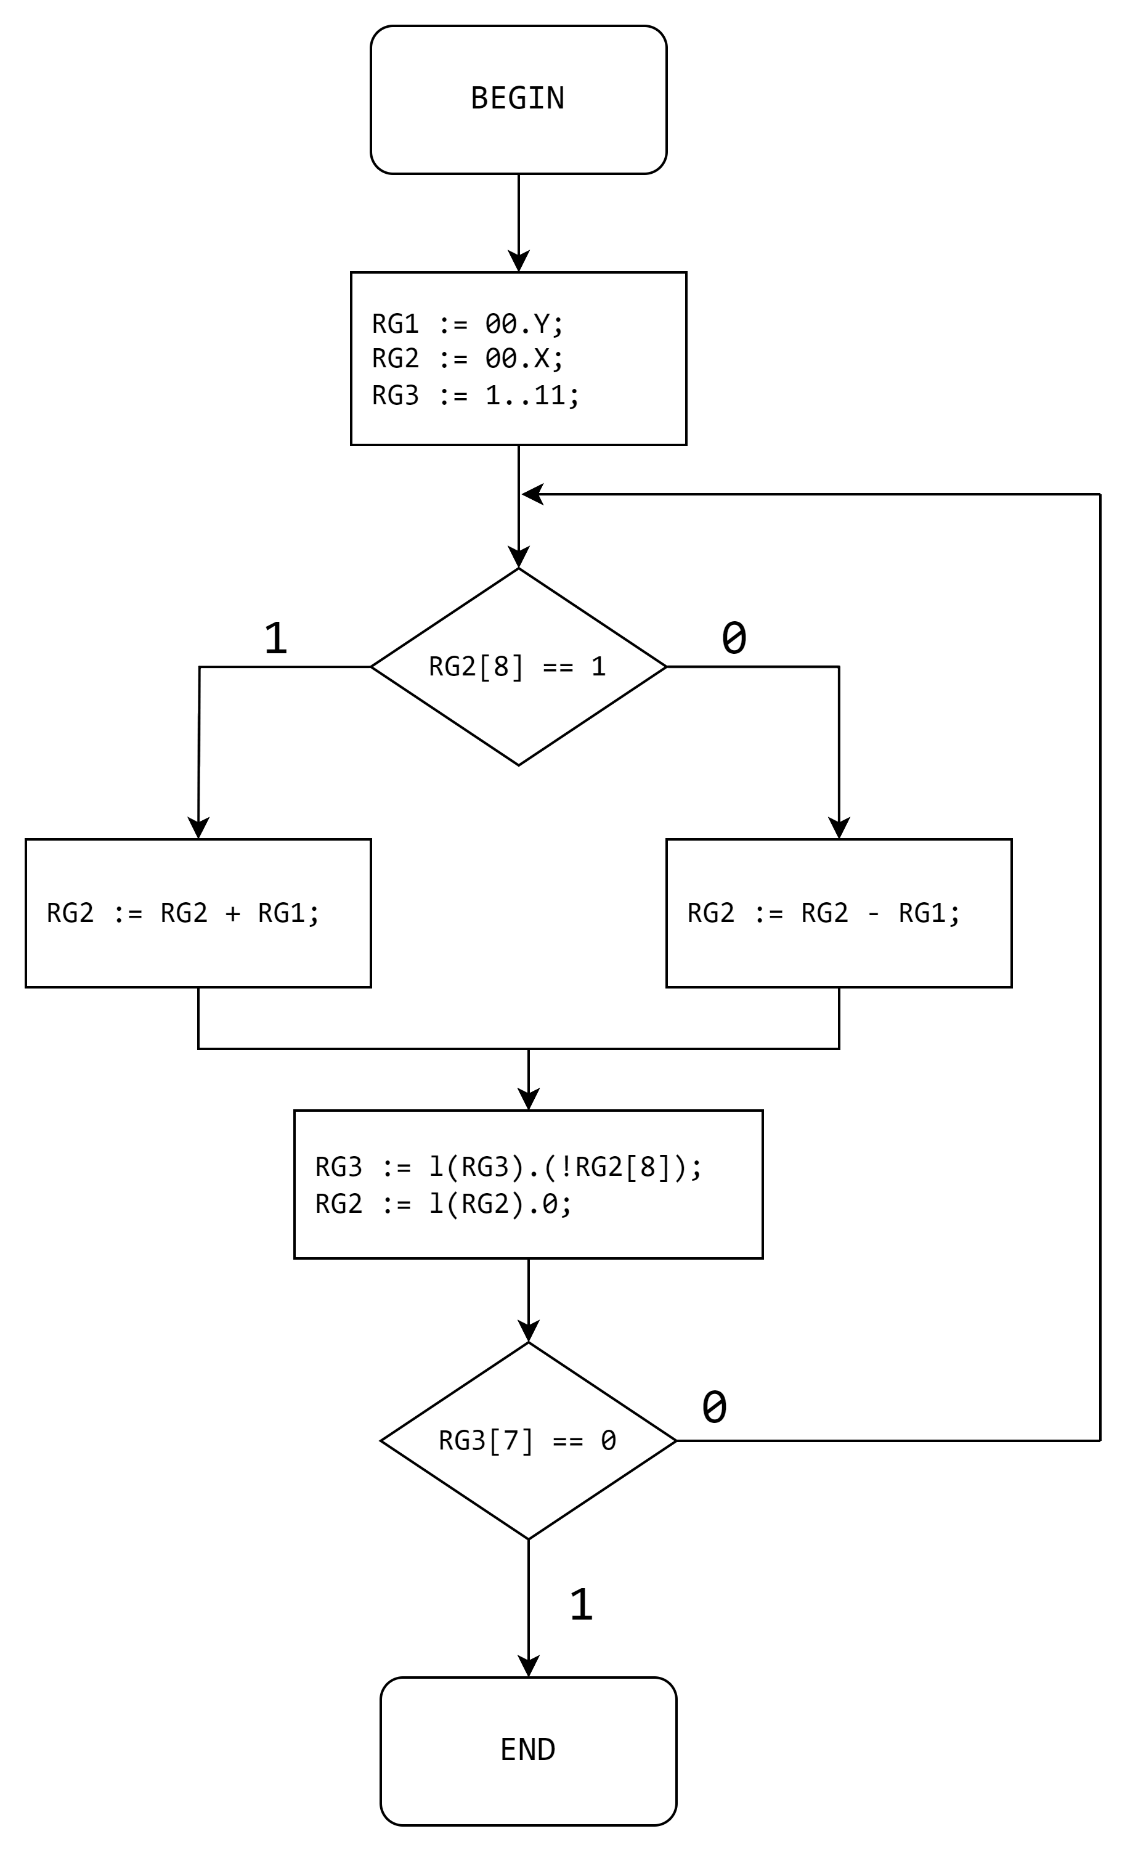 BEGIN
RG1 := 00.Y;
RG2 := 00.X;
RG3 := 1..11;
1
0
RG2[8] == 1
RG2 := RG2 + RG1;
RG2 := RG2 - RG1;
RG3 := l(RG3).(!RG2[8]);
RG2 := l(RG2).0;
0
RG3[7] == 0
1
END